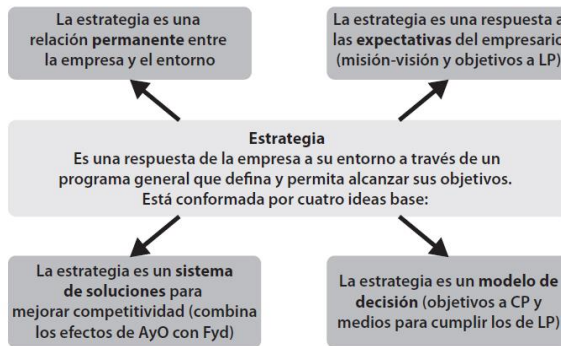 La estrategia es una
relación permanente entre
la empresa y el entorno
La estrategia es una respuesta a
las expectativas del empresario
(misión-visión y objetivos a LP)
Estrategia
Es una respuesta de la empresa a su entorno a través de un
programa general que defina y permita alcanzar sus objetivos.
Está conformada por cuatro ideas base:
La estrategia es un sistema
de soluciones para
mejorar competitividad (combina
los efectos de AyO con Fyd)
La estrategia es un modelo de
decisión (objetivos a CP y
medios para cumplir los de LP)